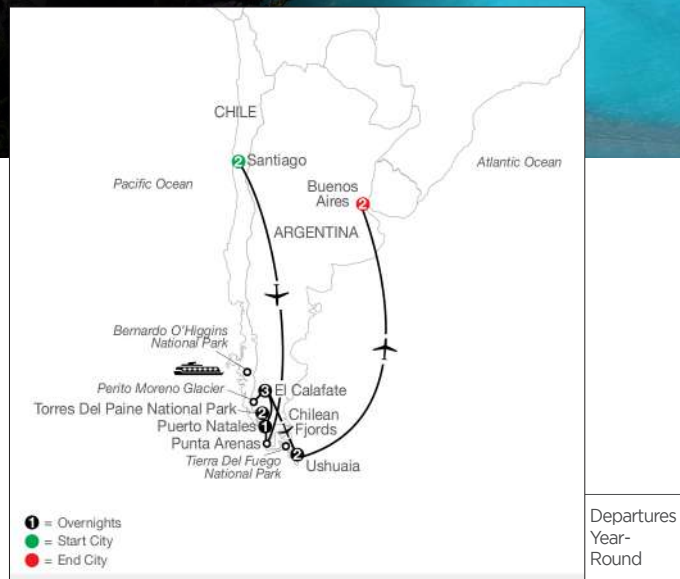 CHILE
2 Santiago
Pacific Ocean
Atlantic Ocean
Buenos
Aires 2
ARGENTINA
Bernardo O'Higgins
National Park
Perito Moreno Glacier
3 El Calafate
Torres Del Paine National Park 2
Chilean
Fjords
Puerto Natales 1
Punta Arenas
Tierra Del Fuego
National Park
2 Ushuaia
1 = Overnights
= Start City
= End City
Departures
Year-
Round